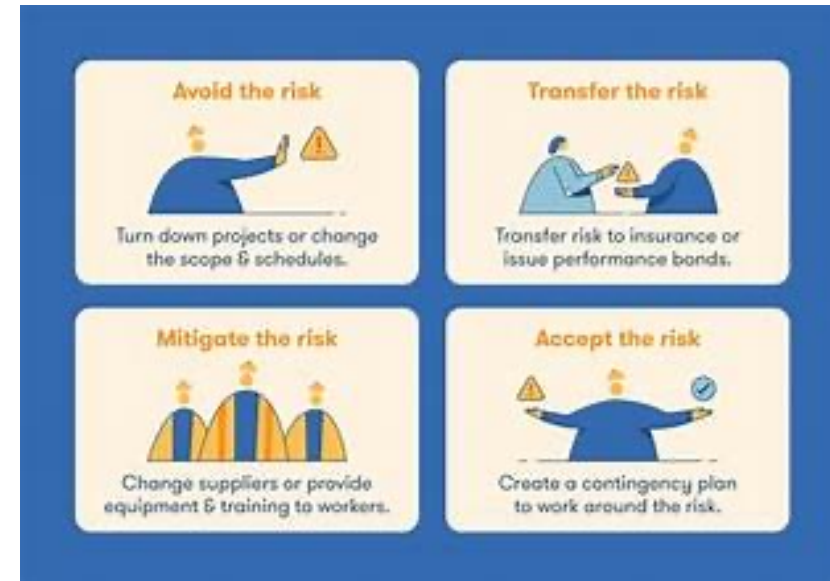 Avoid the risk
Turn down projects or change
the scope & schedules.
Transfer the risk
Transfer risk to insurance or
issue performance bonds.
Mitigate the risk
Change suppliers or provide
equipment & training to workers.
Accept the risk
Create a contingency plan
to work around the risk.